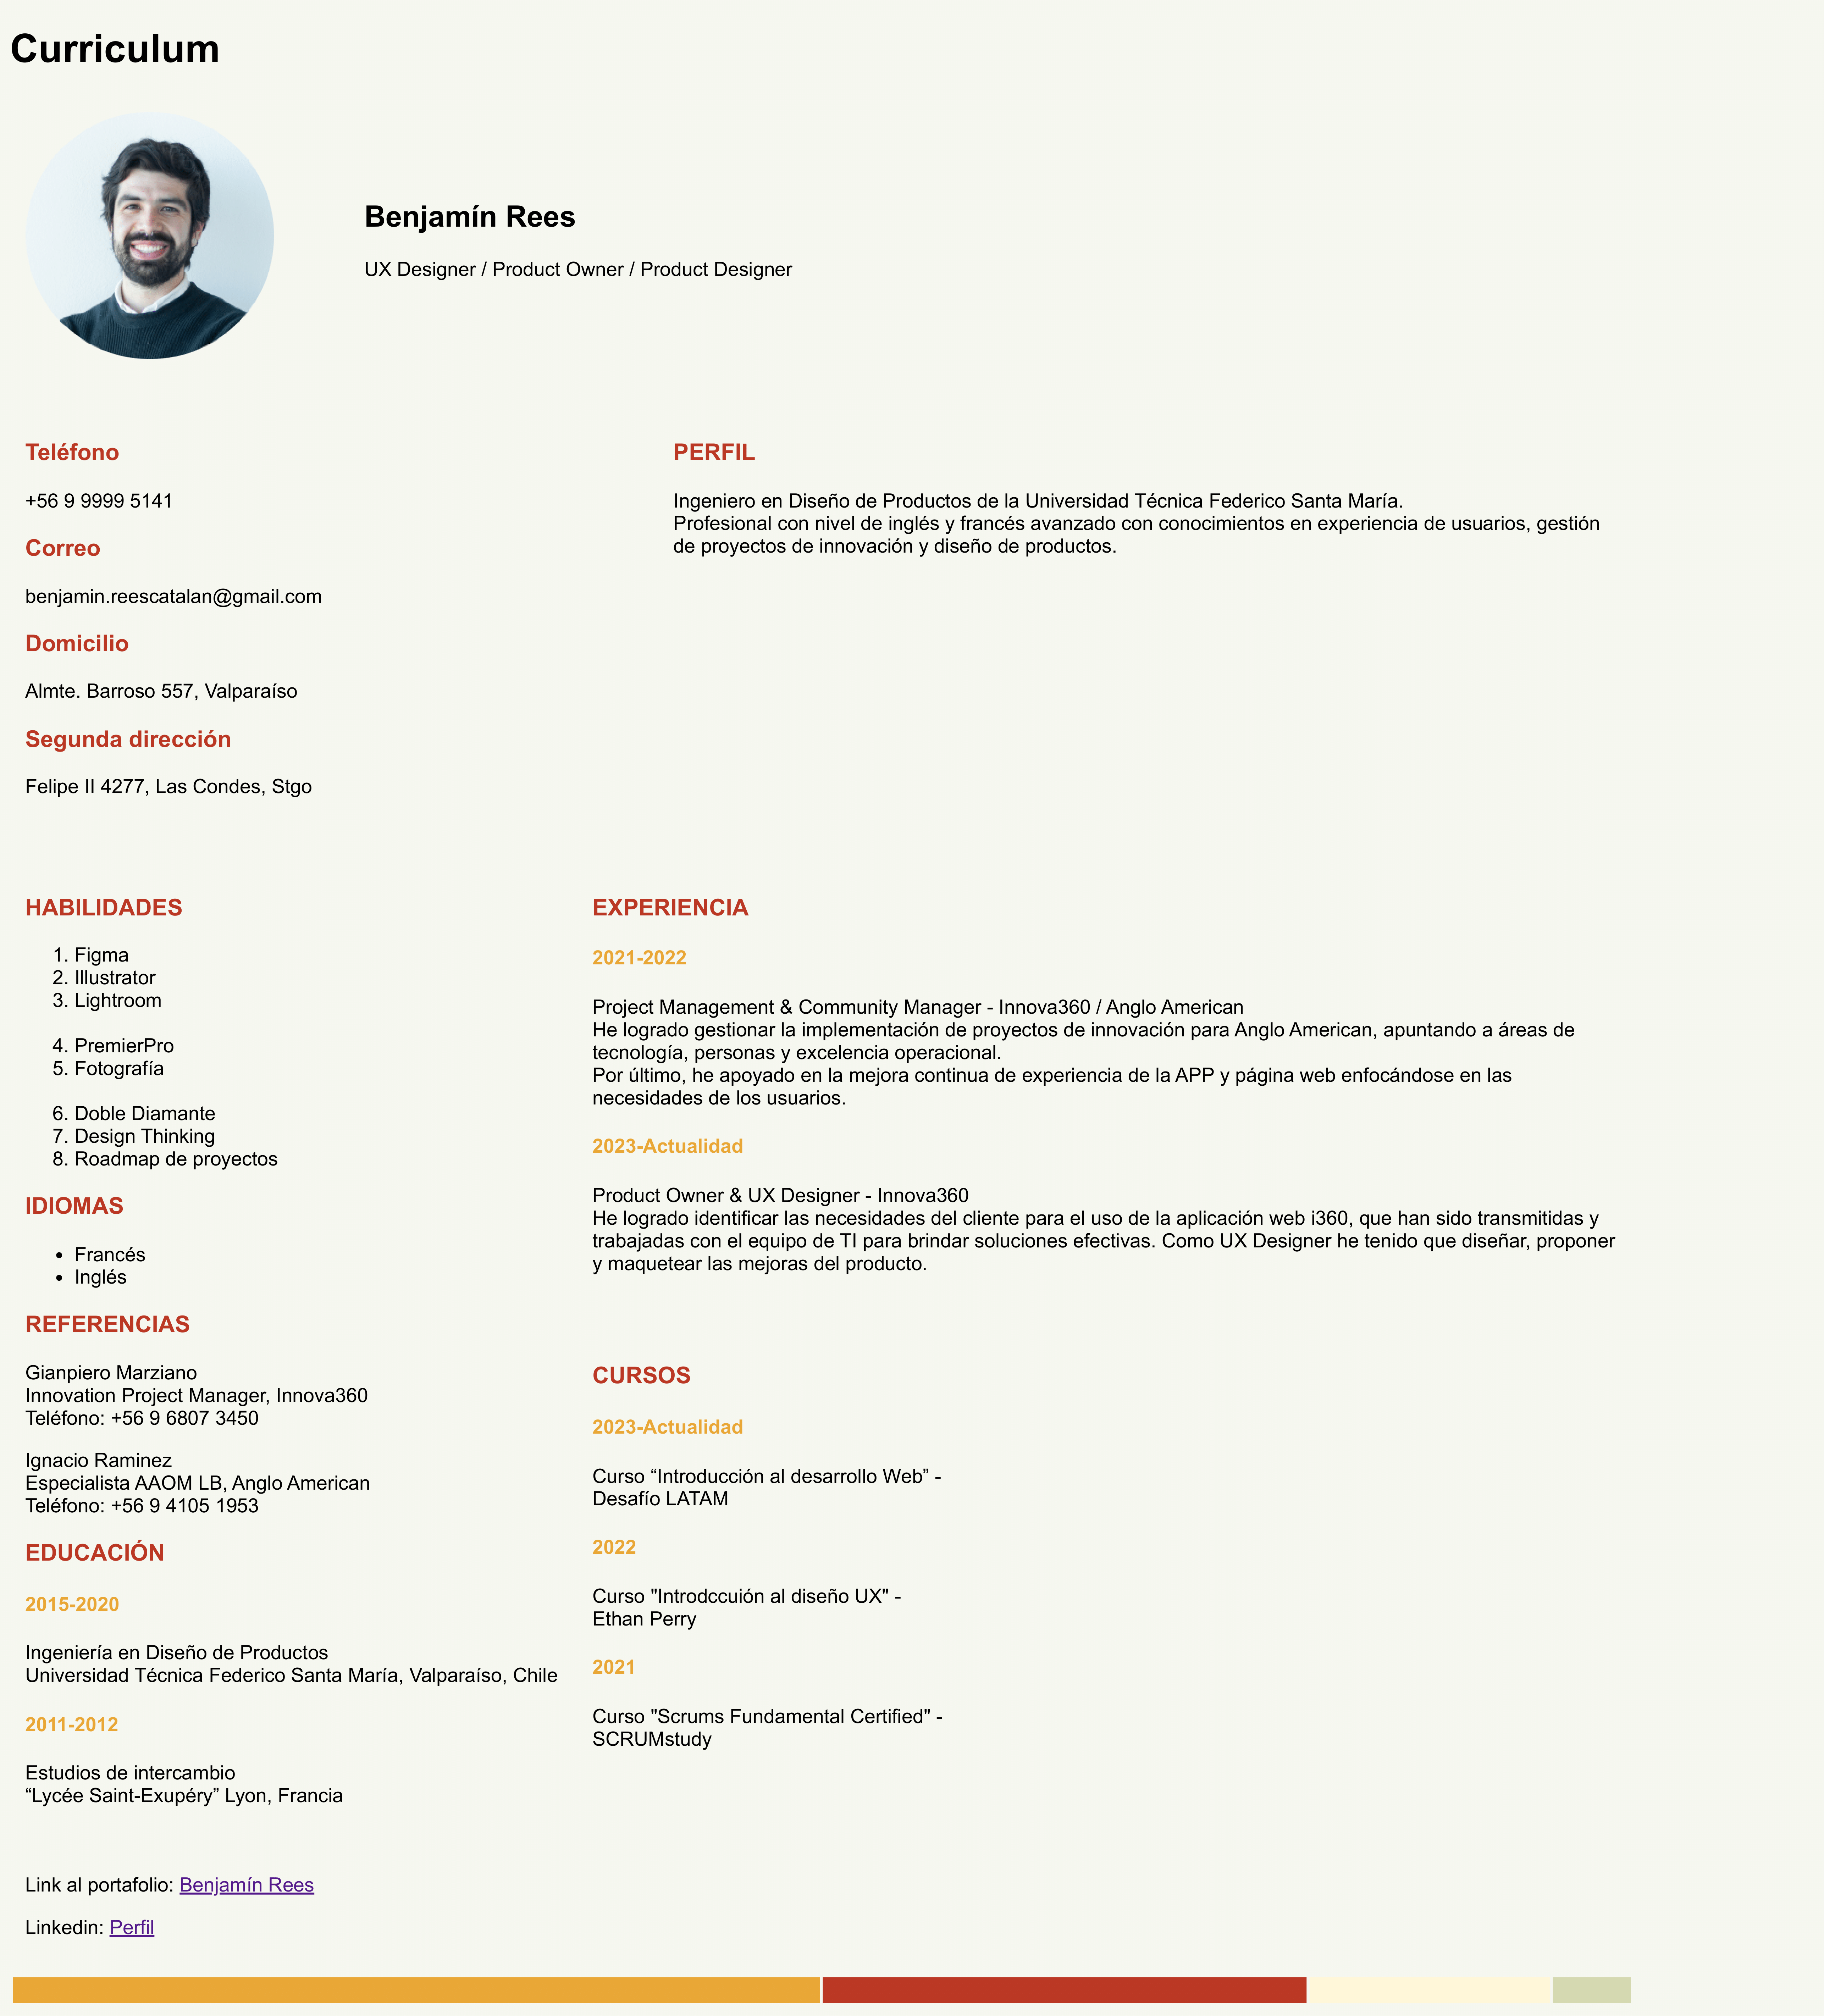 Curriculum
Benjamín Rees
UX Designer / Product Owner / Product Designer
Teléfono
+56 9 9999 5141
Correo
benjamin.reescatalan@gmail.com
Domicilio
Almte. Barroso 557, Valparaíso
Segunda dirección
Felipe II 4277, Las Condes, Stgo
PERFIL
Ingeniero en Diseño de Productos de la Universidad Técnica Federico Santa María.
Profesional con nivel de inglés y francés avanzado con conocimientos en experiencia de usuarios, gestión
de proyectos de innovación y diseño de productos.
HABILIDADES
1. Figma
2. Illustrator
3. Lightroom
4. PremierPro
5. Fotografía
6. Doble Diamante
7. Design Thinking
8. Roadmap de proyectos
IDIOMAS
• Francés
• Inglés
REFERENCIAS
Gianpiero Marziano
Innovation Project Manager, Innova360
Teléfono: +56 9 6807 3450
Ignacio Raminez
Especialista AAOM LB, Anglo American
Teléfono: +56 9 4105 1953
EDUCACIÓN
2015-2020
Ingeniería en Diseño de Productos
Universidad Técnica Federico Santa María, Valparaíso, Chile
2011-2012
Estudios de intercambio
“Lycée Saint-Exupéry” Lyon, Francia
EXPERIENCIA
2021-2022
Project Management & Community Manager - Innova360 / Anglo American
He logrado gestionar la implementación de proyectos de innovación para Anglo American, apuntando a áreas de
tecnología, personas y excelencia operacional.
Por último, he apoyado en la mejora continua de experiencia de la APP y página web enfocándose en las
necesidades de los usuarios.
2023-Actualidad
Product Owner & UX Designer - Innova360
He logrado identificar las necesidades del cliente para el uso de la aplicación web i360, que han sido transmitidas y
trabajadas con el equipo de TI para brindar soluciones efectivas. Como UX Designer he tenido que diseñar, proponer
y maquetear las mejoras del producto.
CURSOS
2023-Actualidad
Curso “Introducción al desarrollo Web” -
Desafío LATAM
2022
Curso "Introdccuión al diseño UX" -
Ethan Perry
2021
Curso "Scrums Fundamental Certified" -
SCRUMstudy
Link al portafolio: Benjamín Rees
Linkedin: Perfil